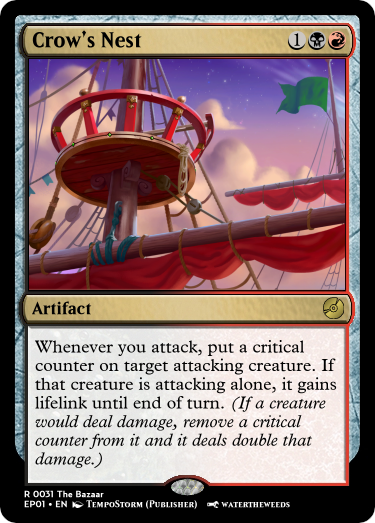 Crow's Nest 1
Artifact
Whenever you attack, put a critical
counter on target attacking creature. If
that creature is attacking alone, it gains
lifelink until end of turn. (If a creature
would deal damage, remove a critical
counter from it and it deals double that
damage.)
R 0031 The Bazaar
EP01 • EN TempoStorm (Publisher) watertheweeds